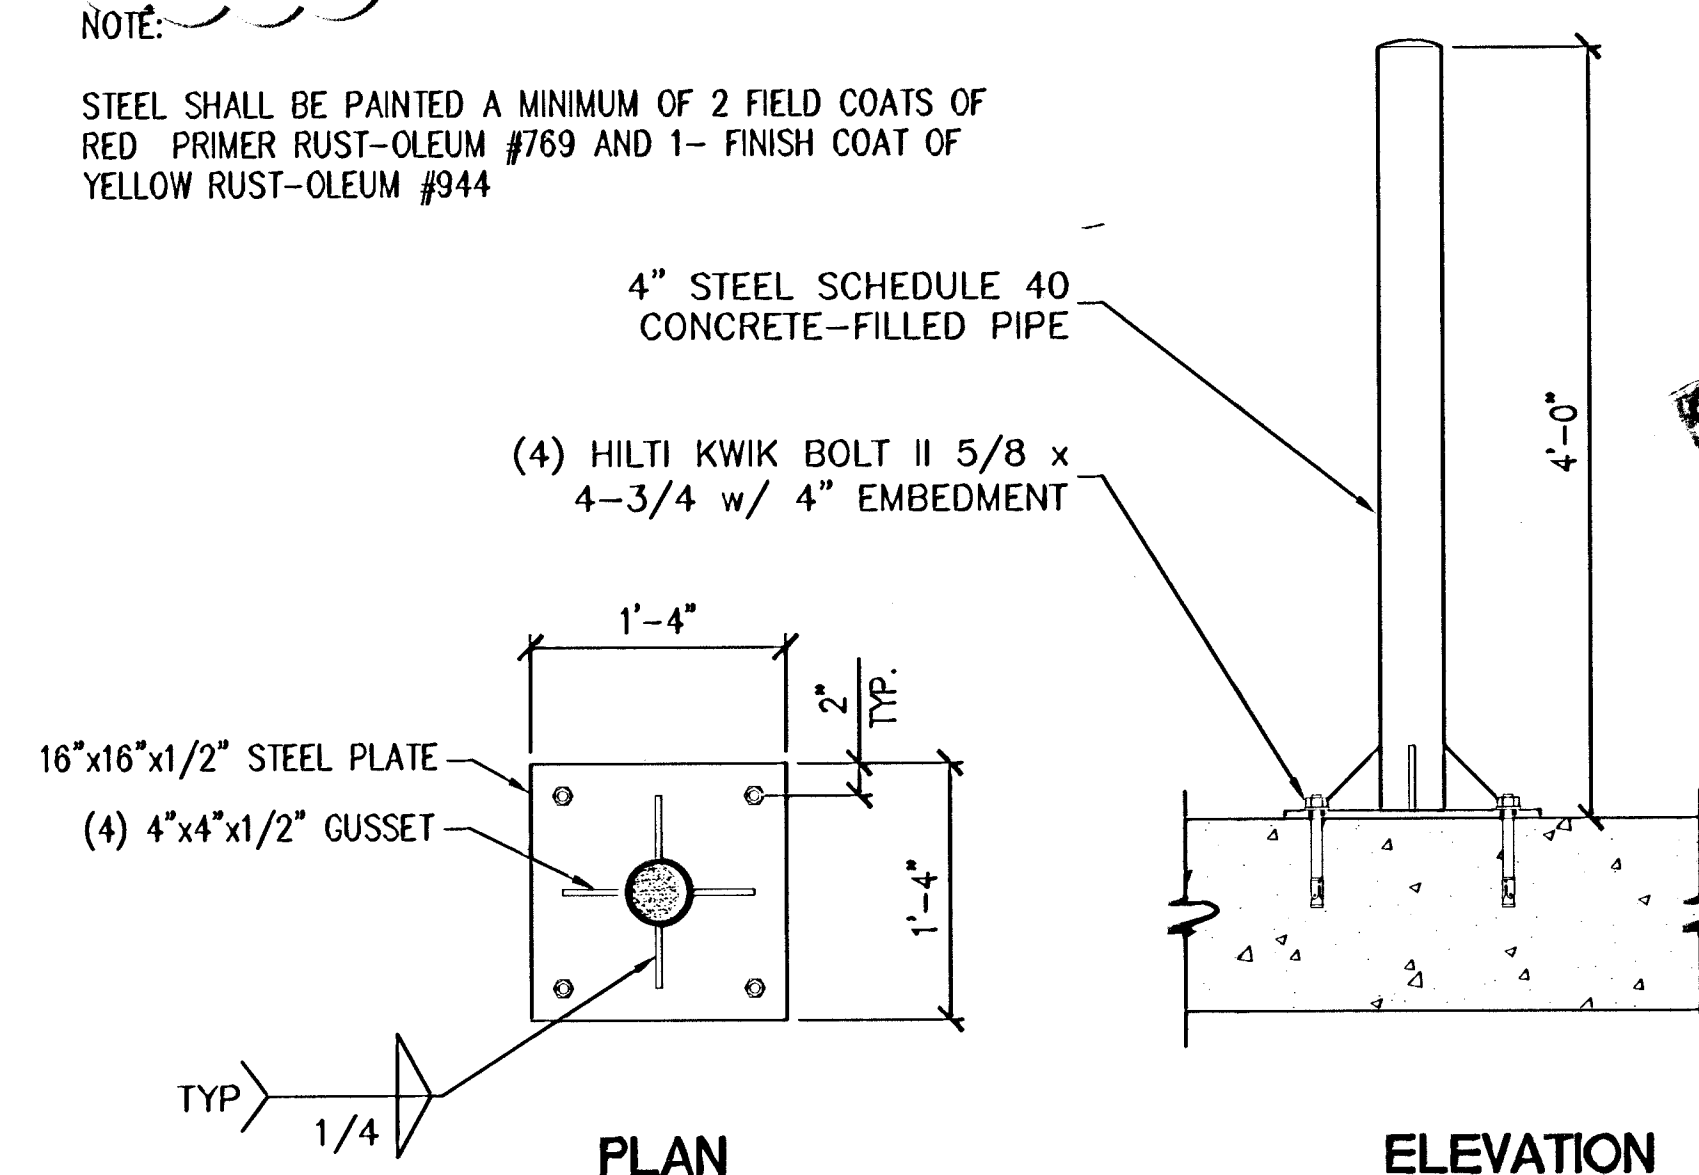 NOTE:
STEEL SHALL BE PAINTED A MINIMUM OF 2 FIELD COATS OF
RED PRIMER RUST-OLEUM #769 AND 1- FINISH COAT OF
YELLOW RUST-OLEUM #944
4" STEEL SCHEDULE 40
CONCRETE-FILLED PIPE
4'-0"
(4) HILTI KWIK BOLT II 5/8 x
4-3/4 w/ 4" EMBEDMENT
1'-4"
2"
TYP.
16"x16"x1/2" STEEL PLATE
(4) 4"x4"x1/2" GUSSET
1'-4"
TYP
1/4
PLAN
ELEVATION